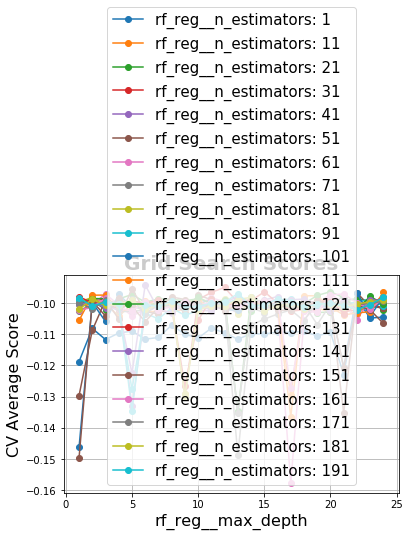 rf_reg__n_estimators: 1
rf_reg__n_estimators: 11
rf_reg__n_estimators: 21
rf_reg__n_estimators: 31
rf_reg__n_estimators: 41
rf_reg__n_estimators: 51
rf_reg__n_estimators: 61
rf_reg__n_estimators: 71
rf_reg__n_estimators: 81
rf_reg__n_estimators: 91
rf_reg__n_estimators: 101
Grid Search Scores
rf_reg__n_estimators: 111
rf_reg__n_estimators: 121
rf_reg__n_estimators: 131
rf_reg__n_estimators: 141
rf_reg__n_estimators: 151
rf_reg__n_estimators: 161
rf_reg__n_estimators: 171
rf_reg__n_estimators: 181
rf_reg__n_estimators: 191
CV Average Score
−0.10
−0.11
−0.12
−0.13
−0.14
−0.15
−0.16
0 5 10 15 20 25
rf_reg__max_depth